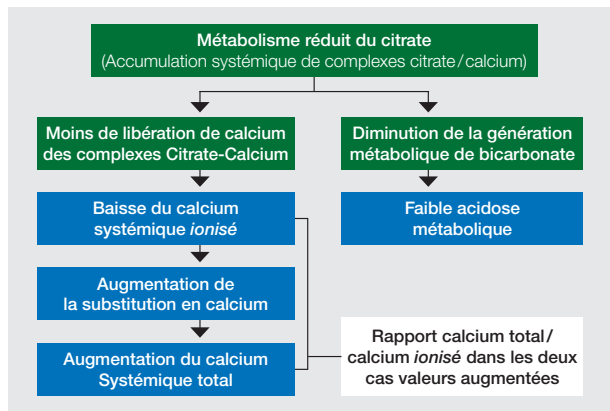 Métabolisme réduit du citrate
(Accumulation systémique de complexes citrate/calcium)
Moins de libération de calcium
des complexes Citrate-Calcium
Diminution de la génération
métabolique de bicarbonate
Baisse du calcium
systémique ionisé
Faible acidose
métabolique
Augmentation de
la substitution en calcium
Augmentation du calcium
Systémique total
Rapport calcium total/
calcium ionisé dans les deux
cas valeurs augmentées